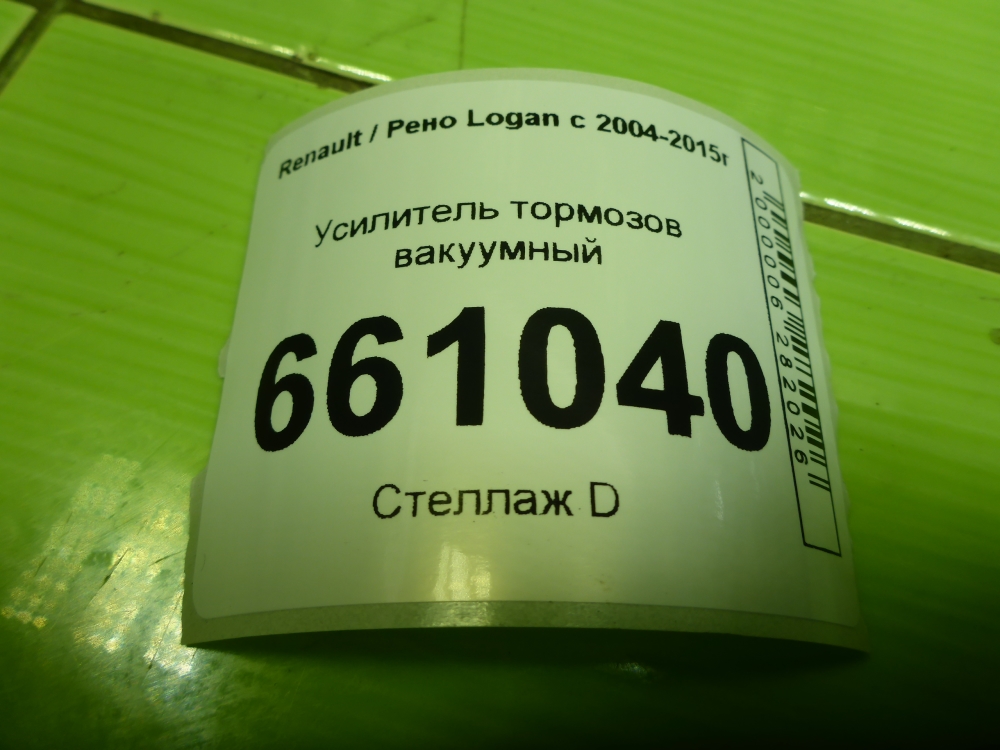 Renault / Рено Logan с 2004-2015г
Усилитель тормозов
вакуумный
661040
Стеллаж D
2000006282026